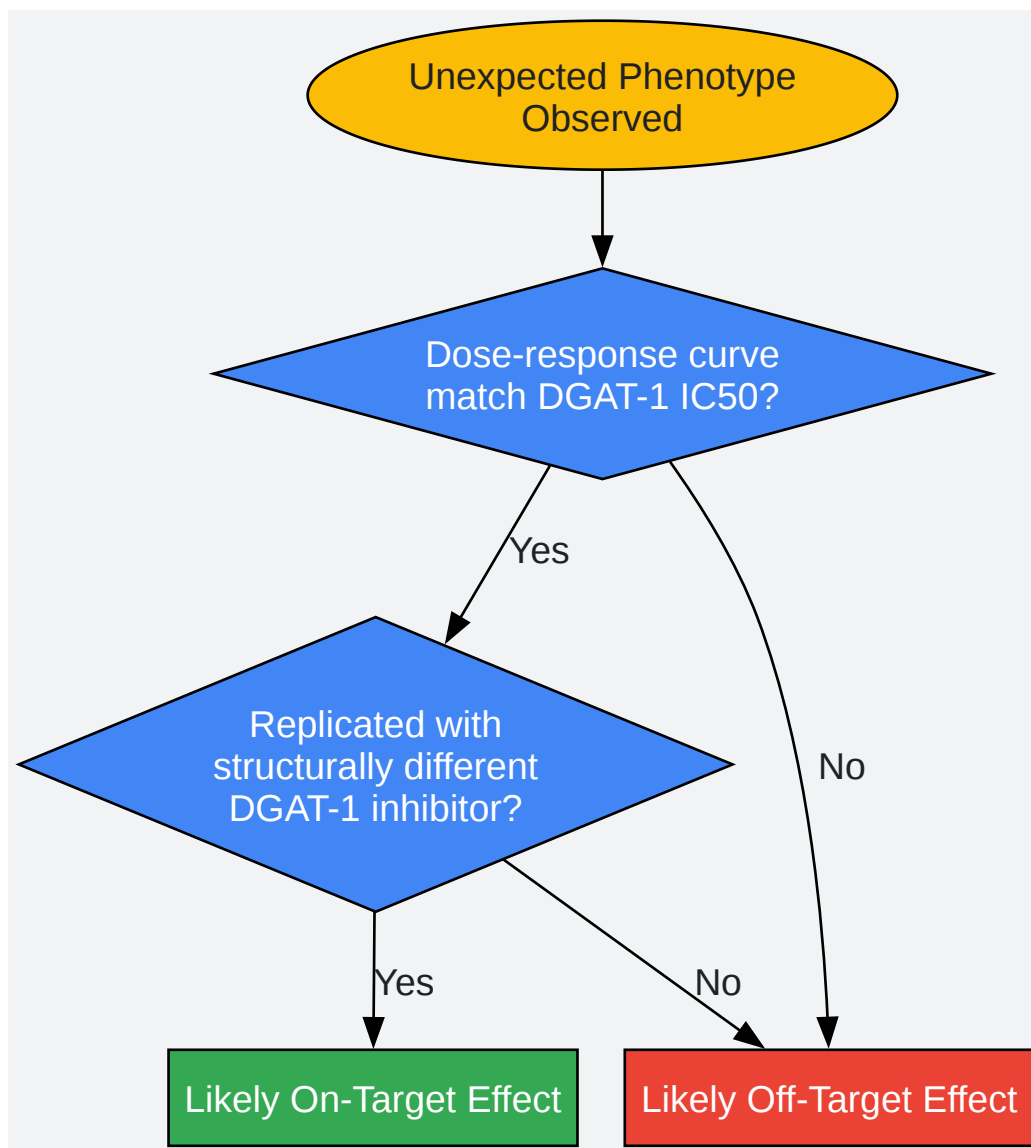 Unexpected Phenotype
Observed
Dose-response curve
match DGAT-1 IC50?
Yes
Replicated with
structurally different
DGAT-1 inhibitor?
No
Yes
No
Likely On-Target Effect
Likely Off-Target Effect